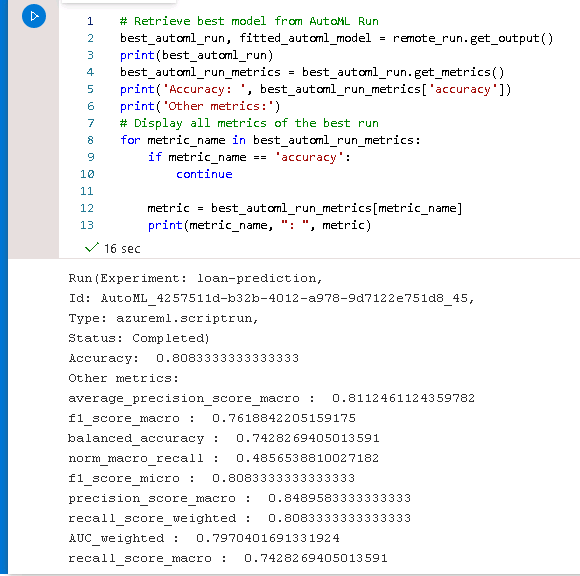 1 # Retrieve best model from AutoML Run
2 best_automl_run, fitted_automl_model = remote_run.get_output()
3 print(best_automl_run)
4 best_automl_run_metrics = best_automl_run.get_metrics()
5 print('Accuracy: ', best_automl_run_metrics['accuracy'])
6 print('Other metrics:')
7 # Display all metrics of the best run
8 for metric_name in best_automl_run_metrics:
9     if metric_name == 'accuracy':
10         continue
11
12     metric = best_automl_run_metrics[metric_name]
13     print(metric_name, ": ", metric)
16 sec
Run(Experiment: loan-prediction,
Id: AutoML_4257511d-b32b-4012-a978-9d7122e751d8_45,
Type: azureml.scriptrun,
Status: Completed)
Accuracy:  0.8083333333333333
Other metrics:
average_precision_score_macro :  0.8112461124359782
f1_score_macro :  0.7618842205159175
balanced_accuracy :  0.7428269405013591
norm_macro_recall :  0.4856538810027182
f1_score_micro :  0.8083333333333333
precision_score_macro :  0.8489583333333333
recall_score_weighted :  0.8083333333333333
AUC_weighted :  0.7970401691331924
recall_score_macro :  0.7428269405013591